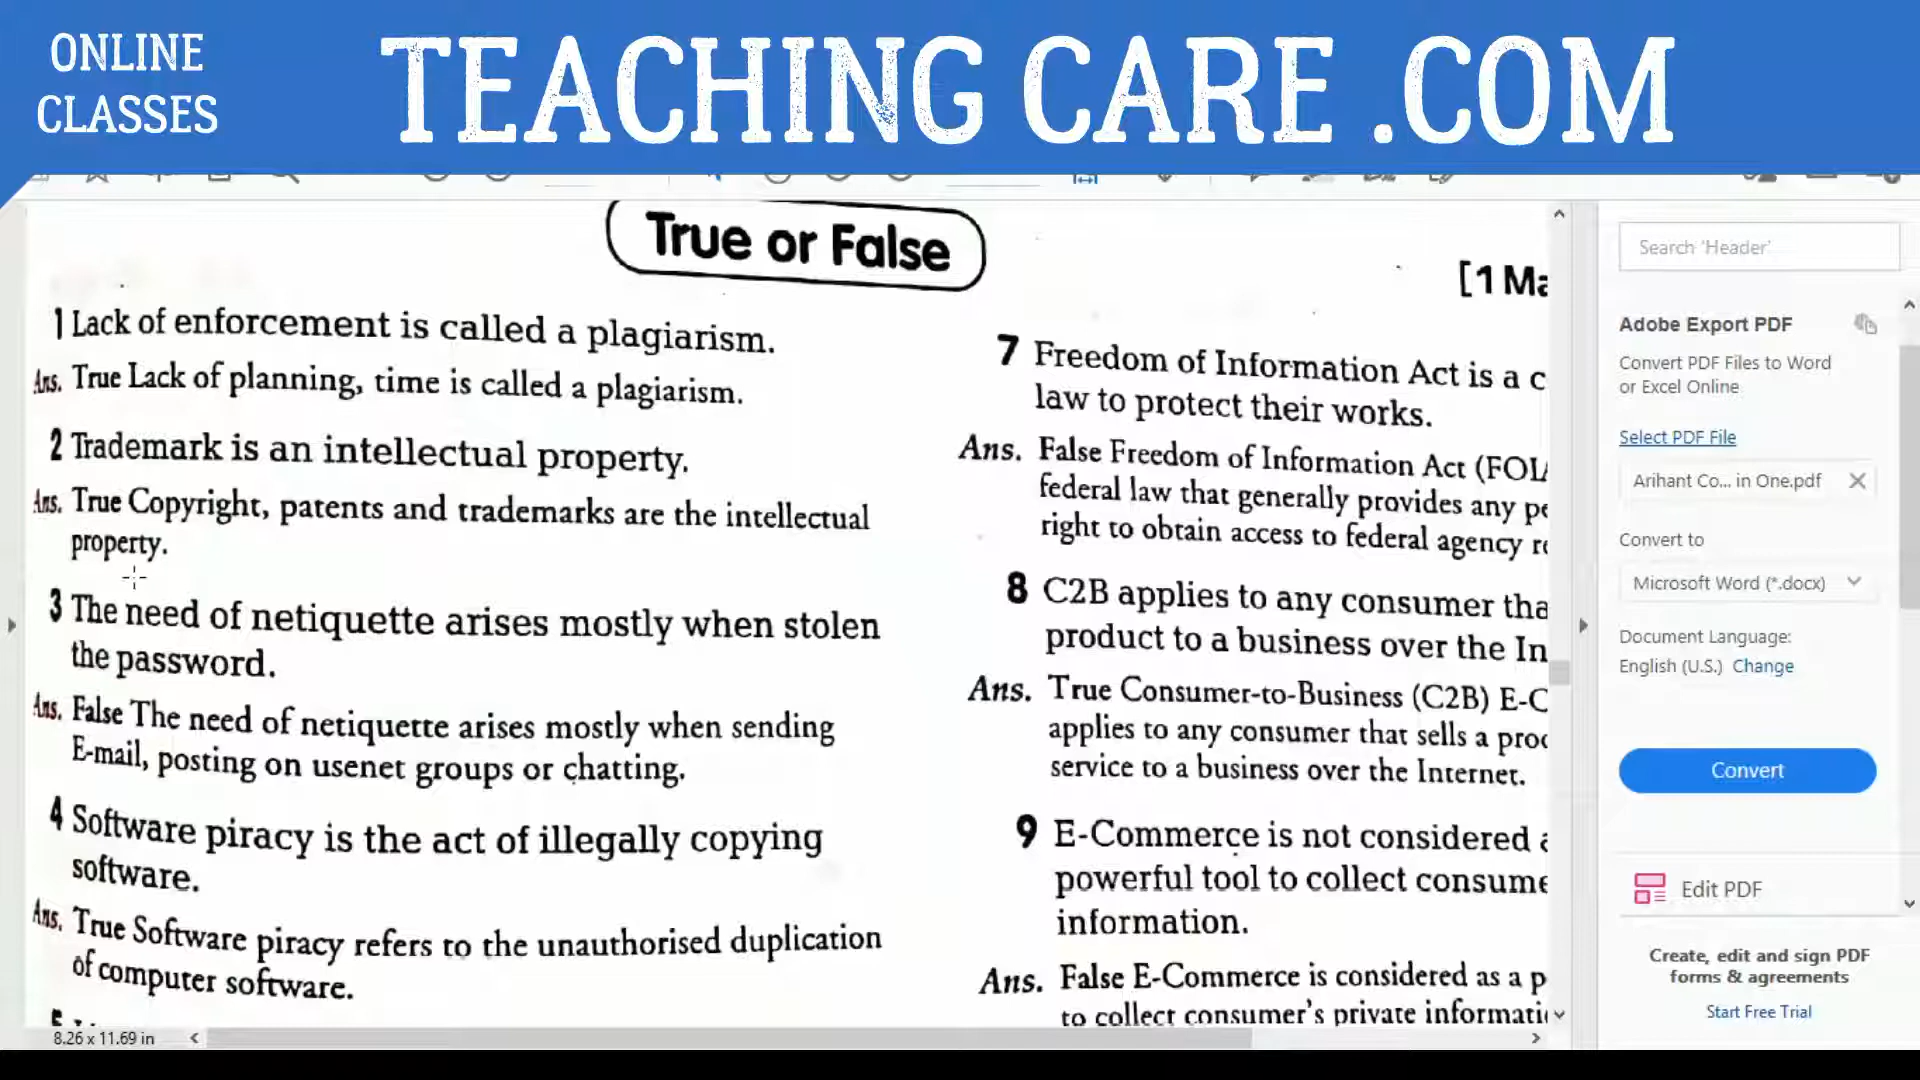 ONLINE
CLASSES
TEACHING CARE .COM
True or False
[1 Ma
1 Lack of enforcement is called a plagiarism.
Ans. True Lack of planning, time is called a plagiarism.
2 Trademark is an intellectual property.
Ans. True Copyright, patents and trademarks are the intellectual
property.
3 The need of netiquette arises mostly when stolen
the password.
Ans. False The need of netiquette arises mostly when sending
E-mail, posting on usenet groups or chatting.
4 Software piracy is the act of illegally copying
software.
Ans. True Software piracy refers to the unauthorised duplication
of computer software.
7 Freedom of Information Act is a c
law to protect their works.
Ans. False Freedom of Information Act (FOIA
federal law that generally provides any pe
right to obtain access to federal agency re
8 C2B applies to any consumer tha
product to a business over the In
Ans. True Consumer-to-Business (C2B) E-C
applies to any consumer that sells a prod
service to a business over the Internet.
9 E-Commerce is not considered a
powerful tool to collect consume
information.
Ans. False E-Commerce is considered as a p
to collect consumer's private informati
8.26 x 11.69 in
Search 'Header'
Adobe Export PDF
Convert PDF Files to Word
or Excel Online
Select PDF File
Arihant Co... in One.pdf
Convert to
Microsoft Word (*.docx)
Document Language:
English (U.S.) Change
Convert
Edit PDF
Create, edit and sign PDF
forms & agreements
Start Free Trial